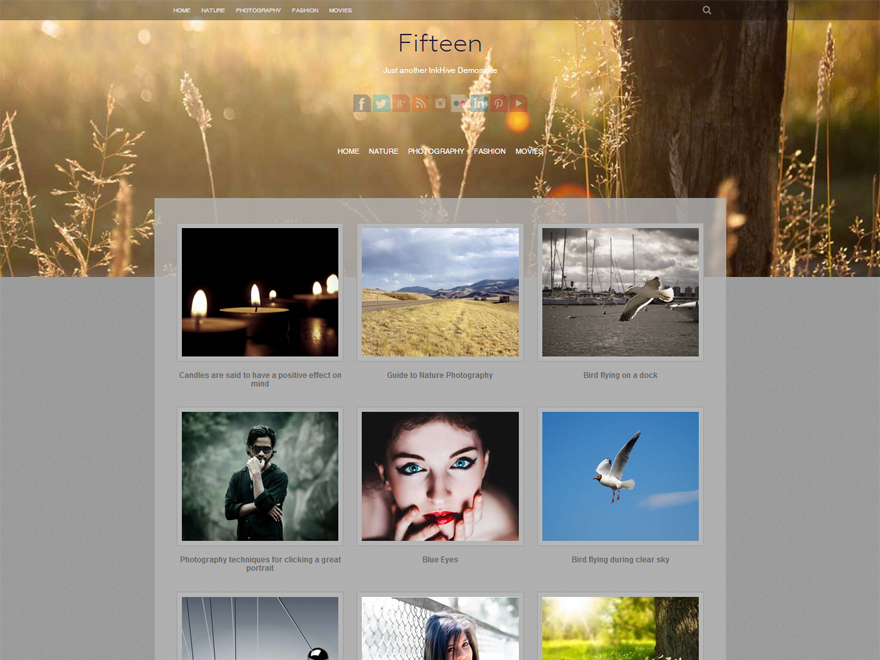 HOME NATURE PHOTOGRAPHY FASHION MOVIES
Fifteen
Just another InkHive Demosite
HOME NATURE PHOTOGRAPHY FASHION MOVIES
Candles are said to have a positive effect on
mind
Guide to Nature Photography
Bird flying on a dock
Photography techniques for clicking a great
portrait
Blue Eyes
Bird flying during clear sky